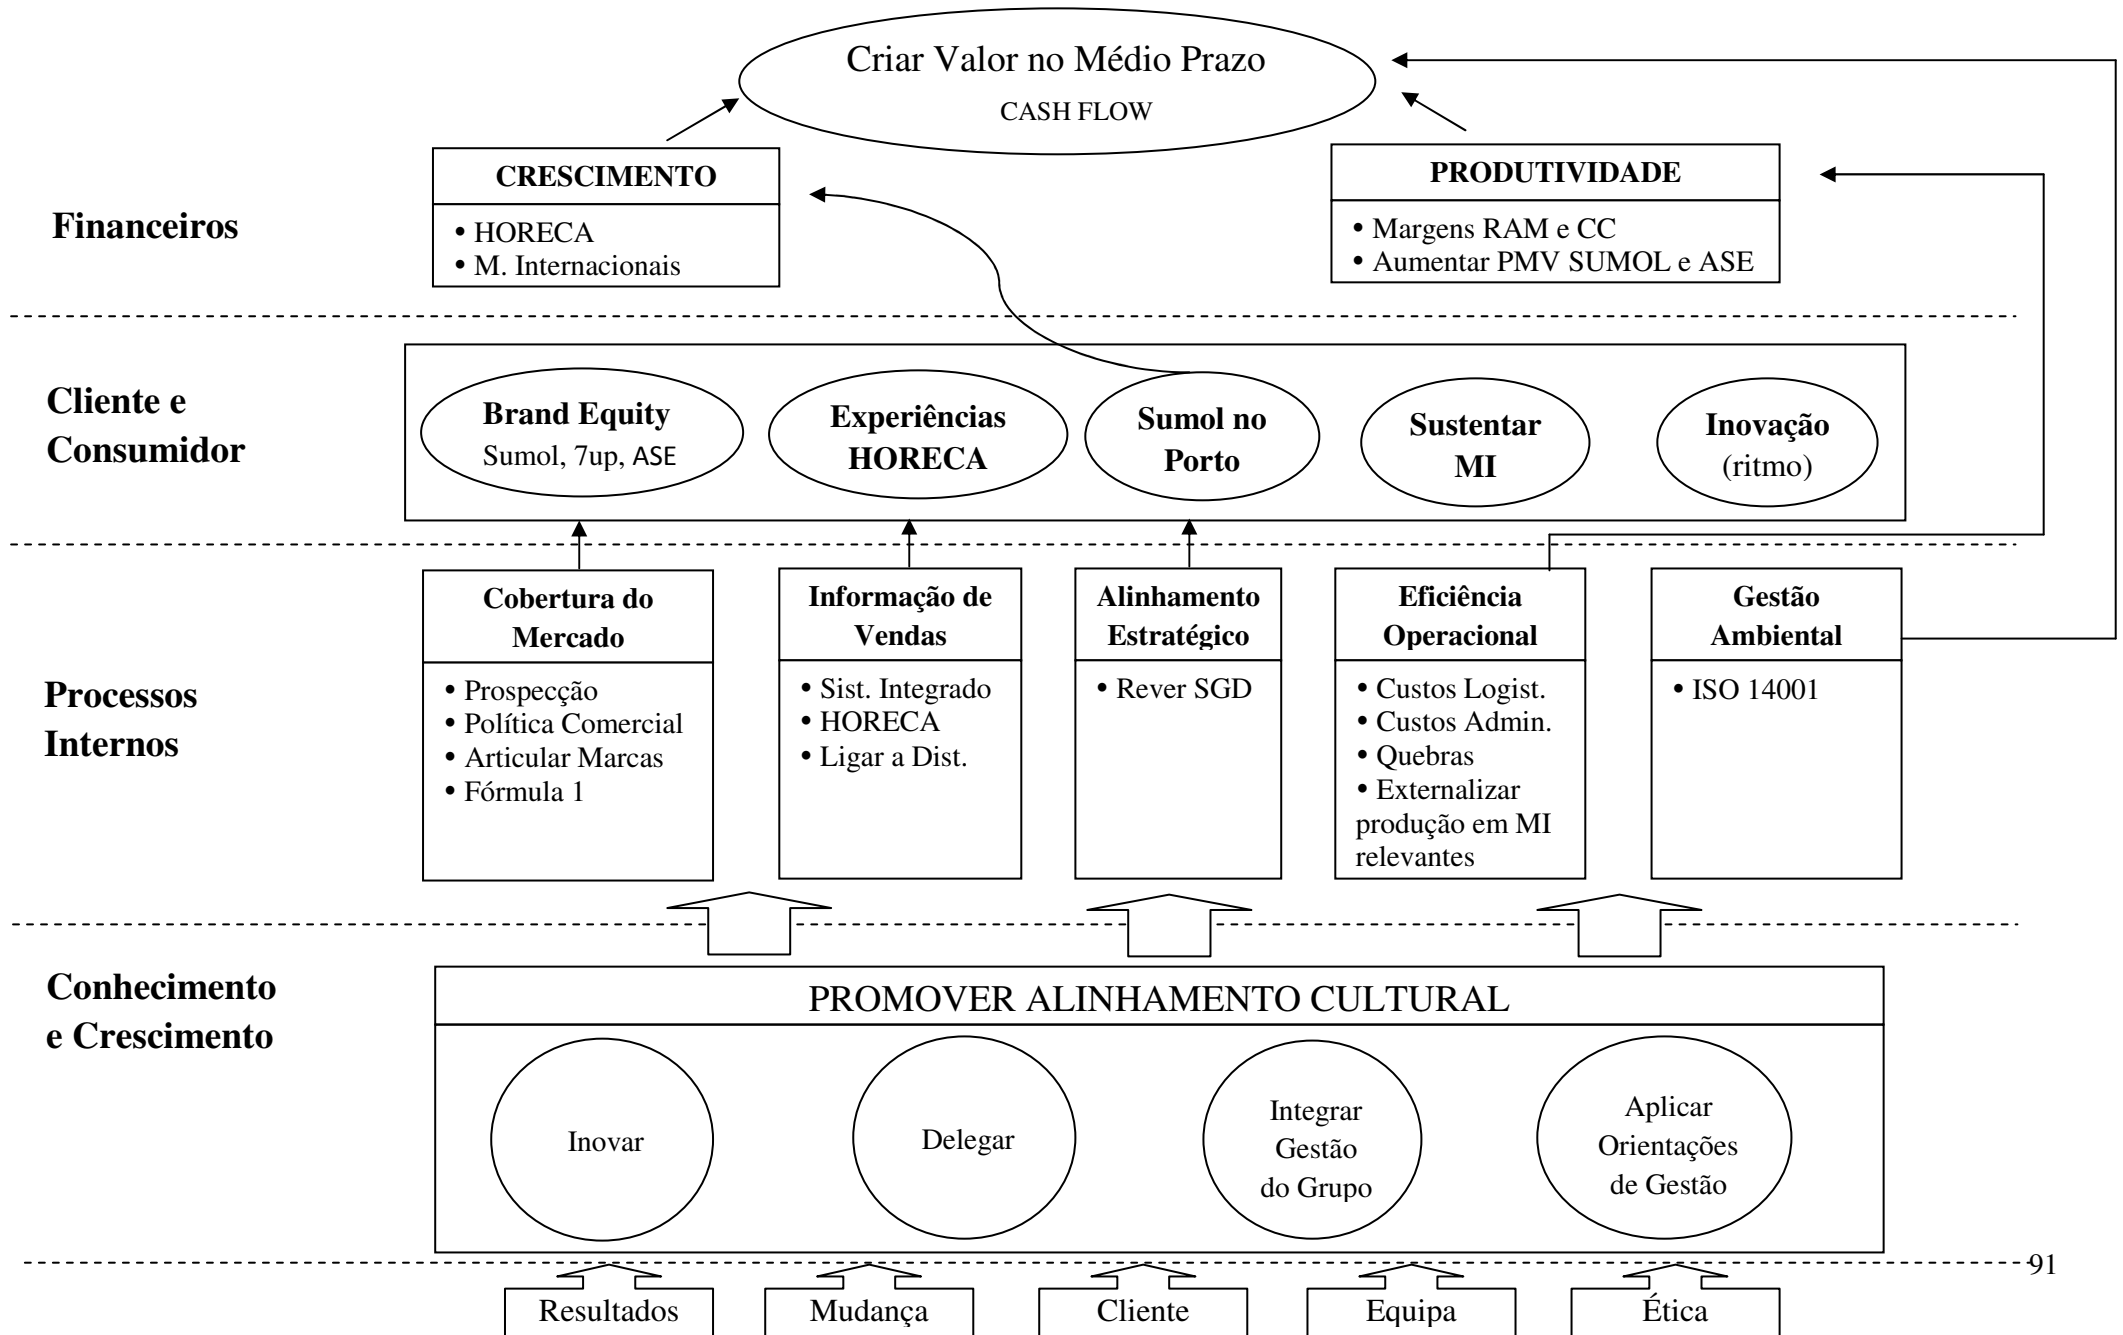 Criar Valor no Médio Prazo
CASH FLOW
Financeiros
CRESCIMENTO
• HORECA
• M. Internacionais
PRODUTIVIDADE
• Margens RAM e CC
• Aumentar PMV SUMOL e ASE
Cliente e
Consumidor
Brand Equity
Sumol, 7up, ASE
Experiências
HORECA
Sumol no
Porto
Sustentar
MI
Inovação
(ritmo)
Processos
Internos
Cobertura do
Mercado
• Prospecção
• Política Comercial
• Articular Marcas
• Fórmula 1
Informação de
Vendas
• Sist. Integrado
• HORECA
• Ligar a Dist.
Alinhamento
Estratégico
• Rever SGD
Eficiência
Operacional
• Custos Logist.
• Custos Admin.
• Quebras
• Externalizar
produção em MI
relevantes
Gestão
Ambiental
• ISO 14001
Conhecimento
e Crescimento
PROMOVER ALINHAMENTO CULTURAL
Inovar
Delegar
Integrar
Gestão
do Grupo
Aplicar
Orientações
de Gestão
91
Resultados
Mudança
Cliente
Equipa
Ética